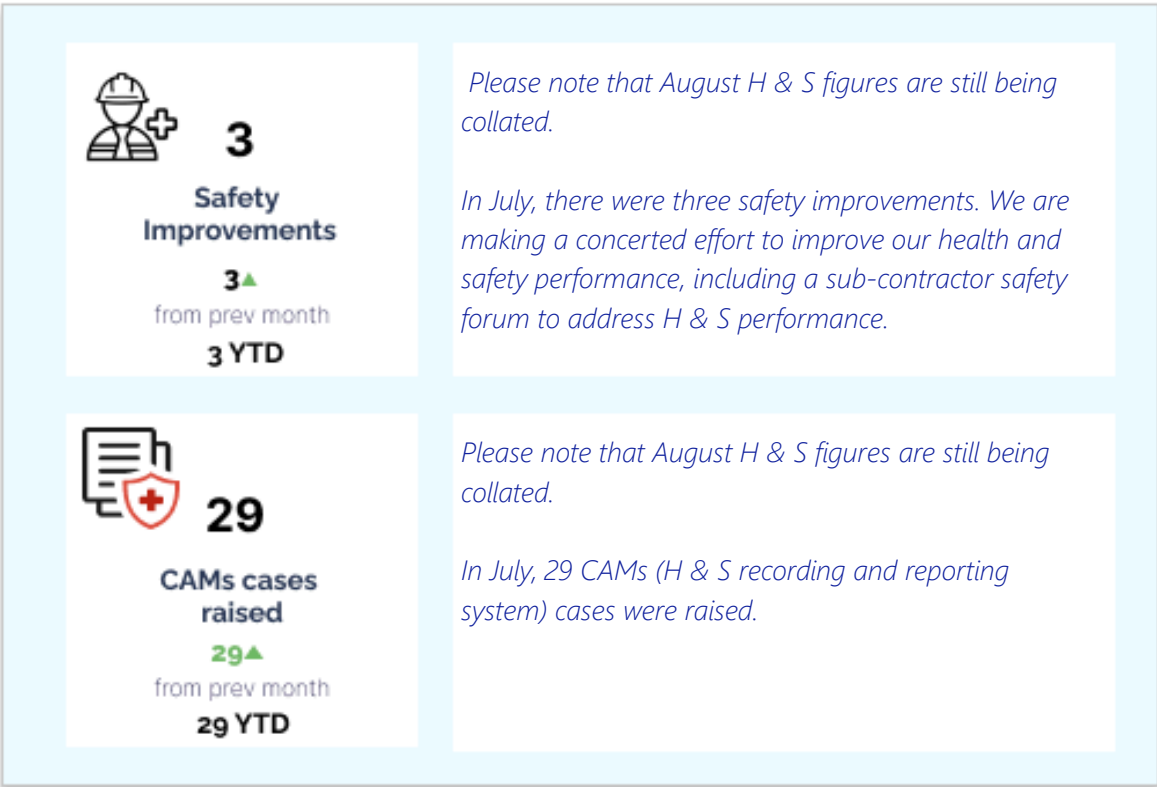 3
Safety
Improvements
3▲
from prev month
3 YTD
Please note that August H & S figures are still being
collated.
In July, there were three safety improvements. We are
making a concerted effort to improve our health and
safety performance, including a sub-contractor safety
forum to address H & S performance.
29
CAMs cases
raised
29▲
from prev month
29 YTD
Please note that August H & S figures are still being
collated.
In July, 29 CAMs (H & S recording and reporting
system) cases were raised.